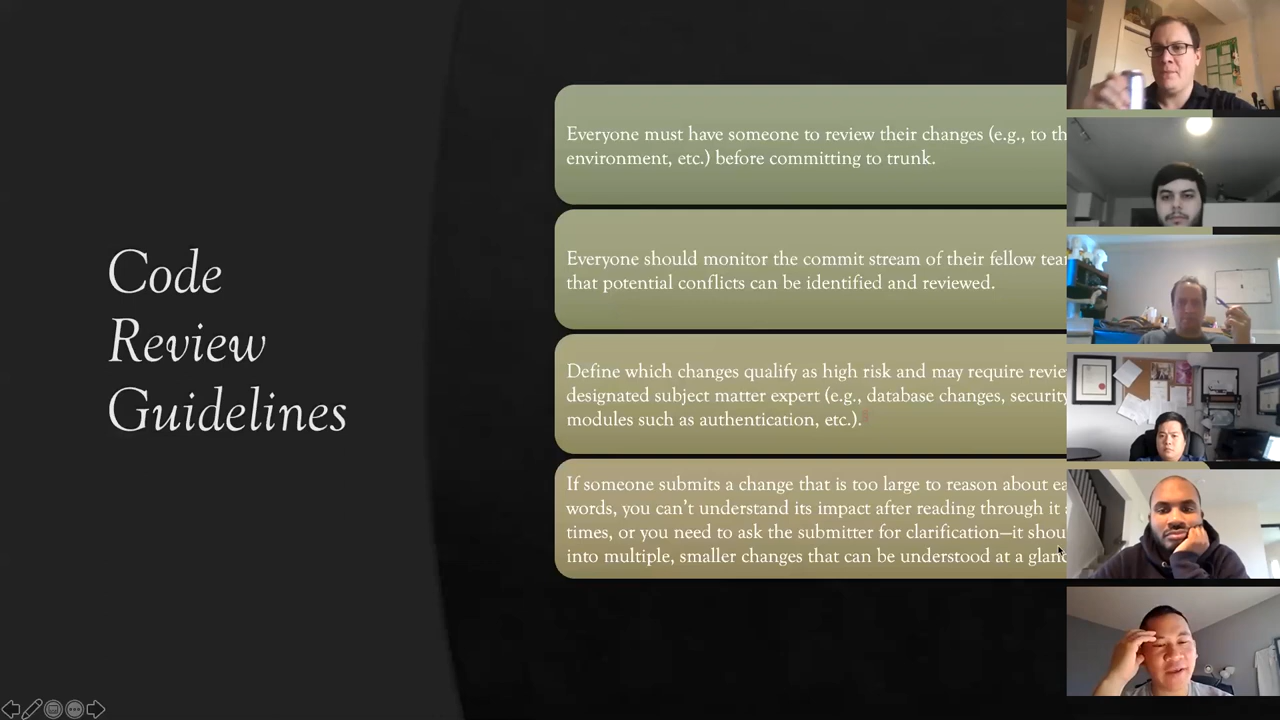 Code
Review
Guidelines
Everyone must have someone to review their changes (e.g., to
environment, etc.) before committing to trunk.
Everyone should monitor the commit stream of their fellow
that potential conflicts can be identified and reviewed.
Define which changes qualify as high risk and may require
designated subject matter expert (e.g., database changes, security
modules such as authentication, etc.).
If someone submits a change that is too large to reason about
words, you can't understand its impact after reading through it
times, or you need to ask the submitter for clarification—it
into multiple, smaller changes that can be understood at a